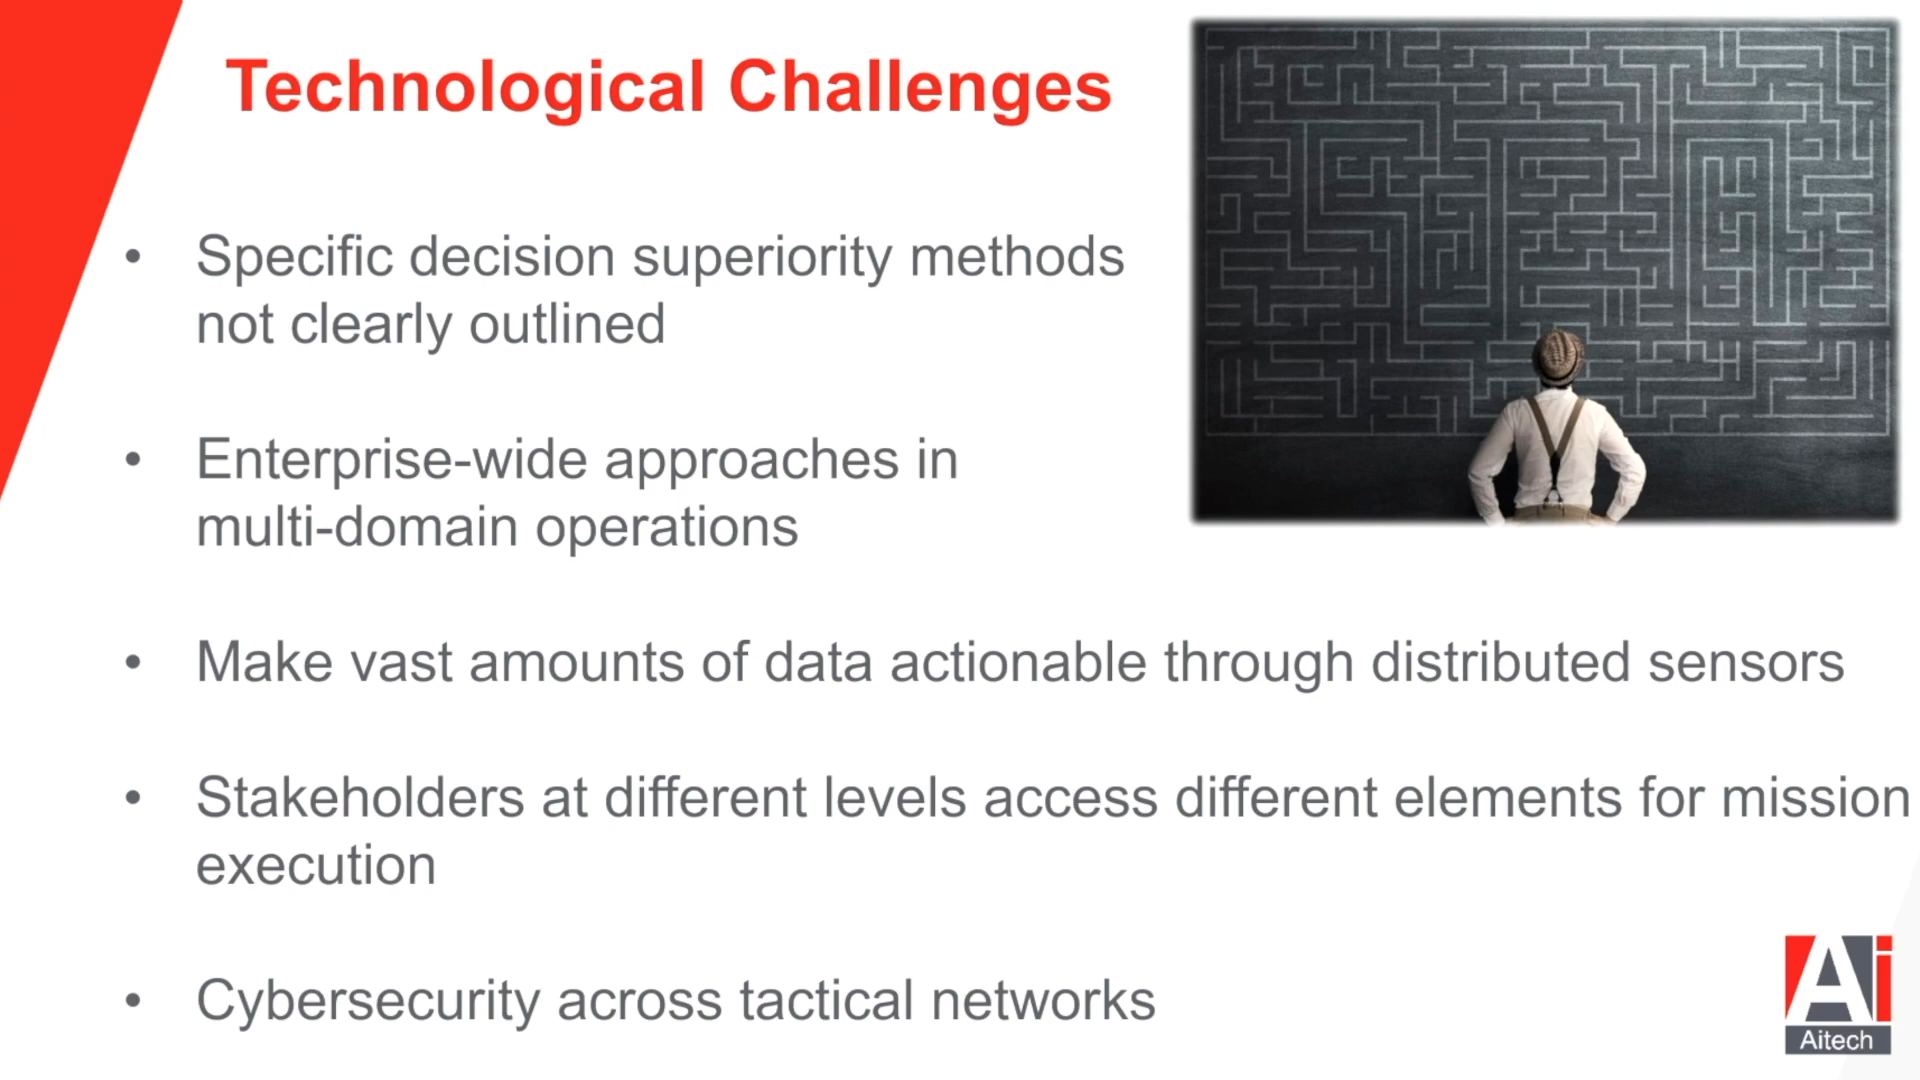 Technological Challenges
• Specific decision superiority methods
not clearly outlined
• Enterprise-wide approaches in
multi-domain operations
• Make vast amounts of data actionable through distributed sensors
• Stakeholders at different levels access different elements for mission
execution
• Cybersecurity across tactical networks
Ai
Aitech